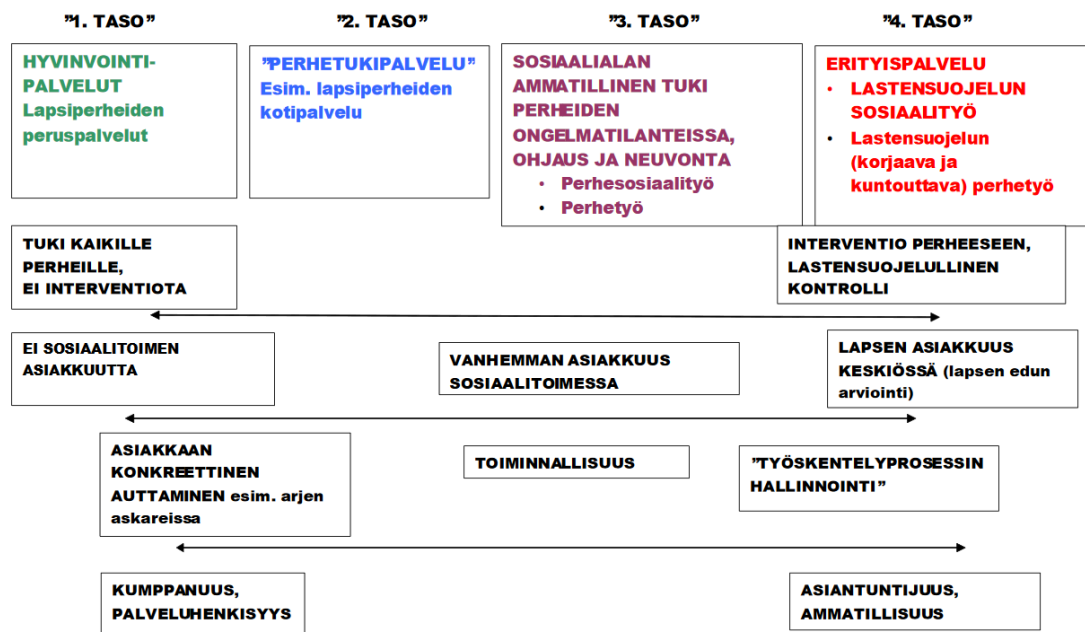 "1. TASO"
"2. TASO"
"3. TASO"
"4. TASO"
HYVINVOINTI-
PALVELUT
Lapsiperheiden
peruspalvelut
"PERHETUKIPALVELU"
Esim. lapsiperheiden
kotipalvelu
SOSIAALIALAN
AMMATILLINEN TUKI
PERHEIDEN
ONGELMATILANTEISSA,
OHJAUS JA NEUVONTA
• Perhesosiaalityö
• Perhetyö
ERITYISPALVELU
• LASTENSUOJELUN
SOSIAALITYÖ
• Lastensuojelun
(korjaava ja
kuntouttava) perhetyö
TUKI KAIKILLE
PERHEILLE,
EI INTERVENTIOTA
INTERVENTIO PERHEESEEN,
LASTENSUOJELULLINEN
KONTROLLI
EI SOSIAALITOIMEN
ASIAKKUUTTA
VANHEMMAN ASIAKKUUS
SOSIAALITOIMESSA
LAPSEN ASIAKKUUS
KESKIÖSSÄ (lapsen edun
arviointi)
ASIAKKAAN
KONKREETTINEN
AUTTAMINEN esim. arjen
askareissa
TOIMINNALLISUUS
"TYÖSKENTELYPROSESSIN
HALLINNOINTI"
KUMPPANUUS,
PALVELUHENKISYYS
ASIANTUNTIJUUS,
AMMATILLISUUS